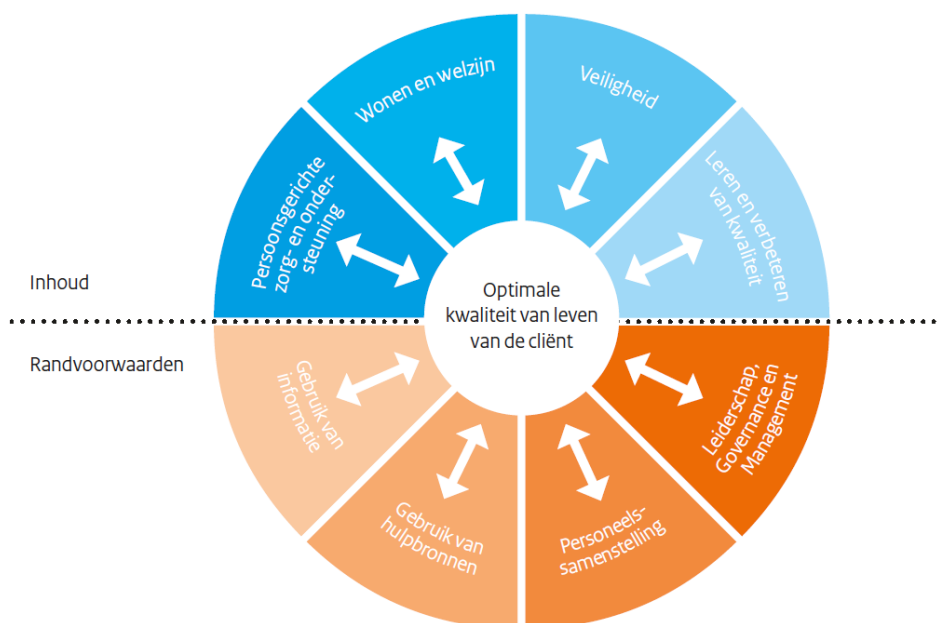 Wonen en welzijn
Veiligheid
Persoonsgerichte
zorg- en onder-
steuning
Leren en verbeteren
van kwaliteit
Inhoud
Optimale
kwaliteit van leven
van de cliënt
Randvoorwaarden
Gebruik van
informatie
Leiderschap,
Governance en
Management
Gebruik van
hulpbronnen
Personeels-
samenstelling